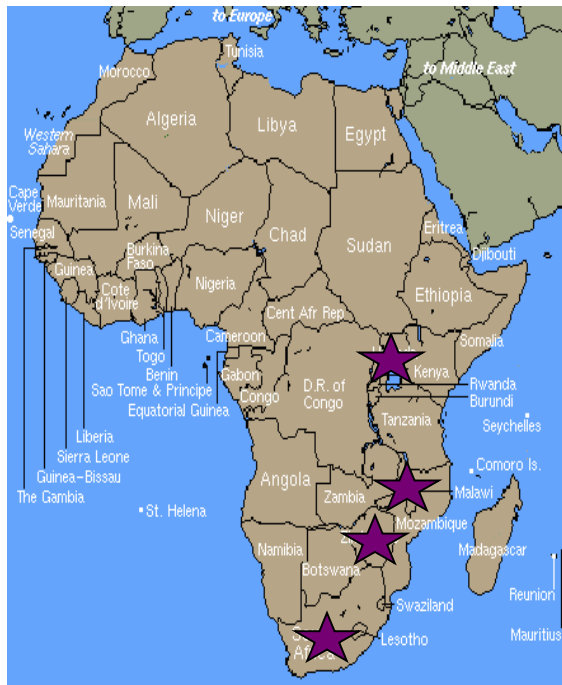 to Europe
to Middle East
Tunisia
Morocco
Algeria
Libya
Egypt
Western
Sahara
Cape
Verde
Mauritania
Mali
Niger
Chad
Sudan
Eritrea
Senegal
Djibouti
Burkina
Faso
Guinea
Cote
d'Ivoire
Nigeria
Ethiopia
Cent Afr Rep
Ghana
Togo
Benin
Cameroon
Somalia
Sao Tome & Principe
Equatorial Guinea
Gabon
Congo
D.R. of
Congo
Kenya
Rwanda
Burundi
Tanzania
Seychelles
Liberia
Sierra Leone
Guinea-Bissau
The Gambia
Comoro Is.
Angola
Zambia
Malawi
St. Helena
Mozambique
Namibia
Botswana
Madagascar
Reunion
Swaziland
Mauritius
Lesotho